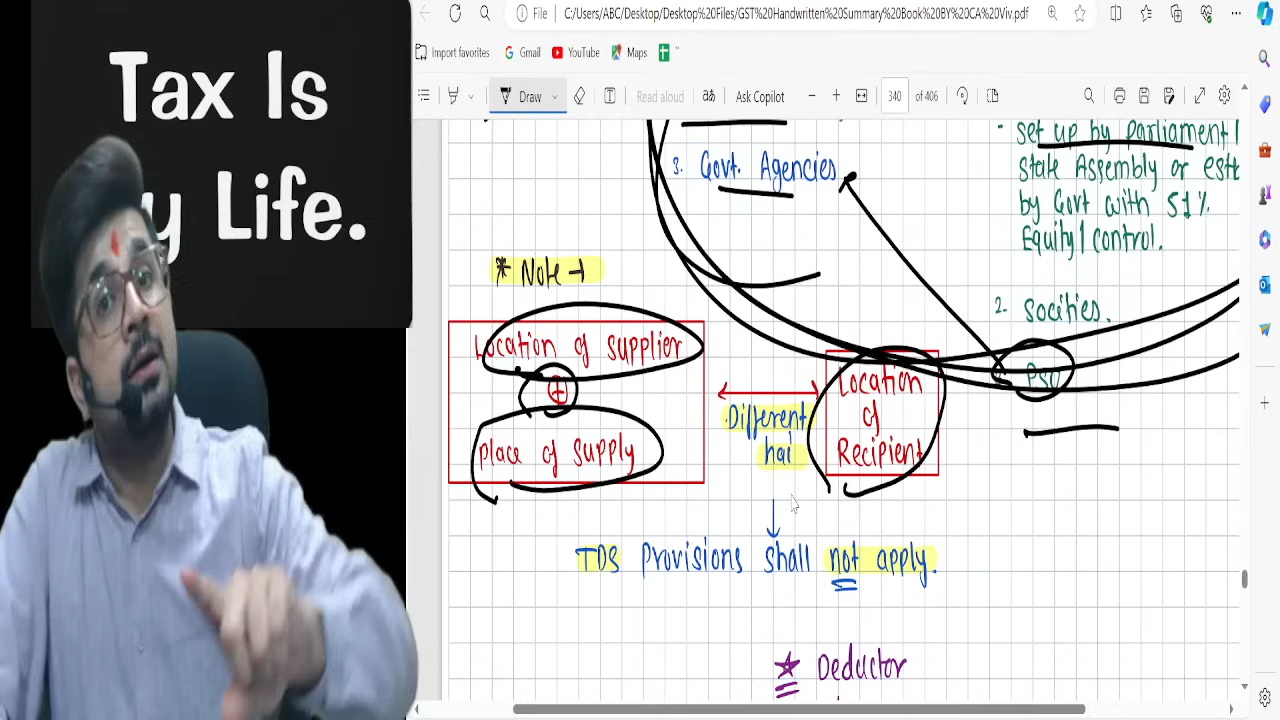 Tax Is
My Life.
File
C:/Users/ABC/Desktop/Desktop%20Files/GST%20Handwritten%20Summary%20Book%20BY%20CA%20Viv.pdf
Import favorites
Gmail
YouTube
Maps
Draw
Read aloud
Ask Copilot
340 of 406
3. Govt. Agencies
- Set up by Parliament /
State Assembly or este
by Govt with 51%
Equity / control.
2- Socities.
PSU
* Note →
Location of supplier
+
Place of supply
Different
hai
Location
of
Recipient
TDS Provisions shall not apply.
Deductor